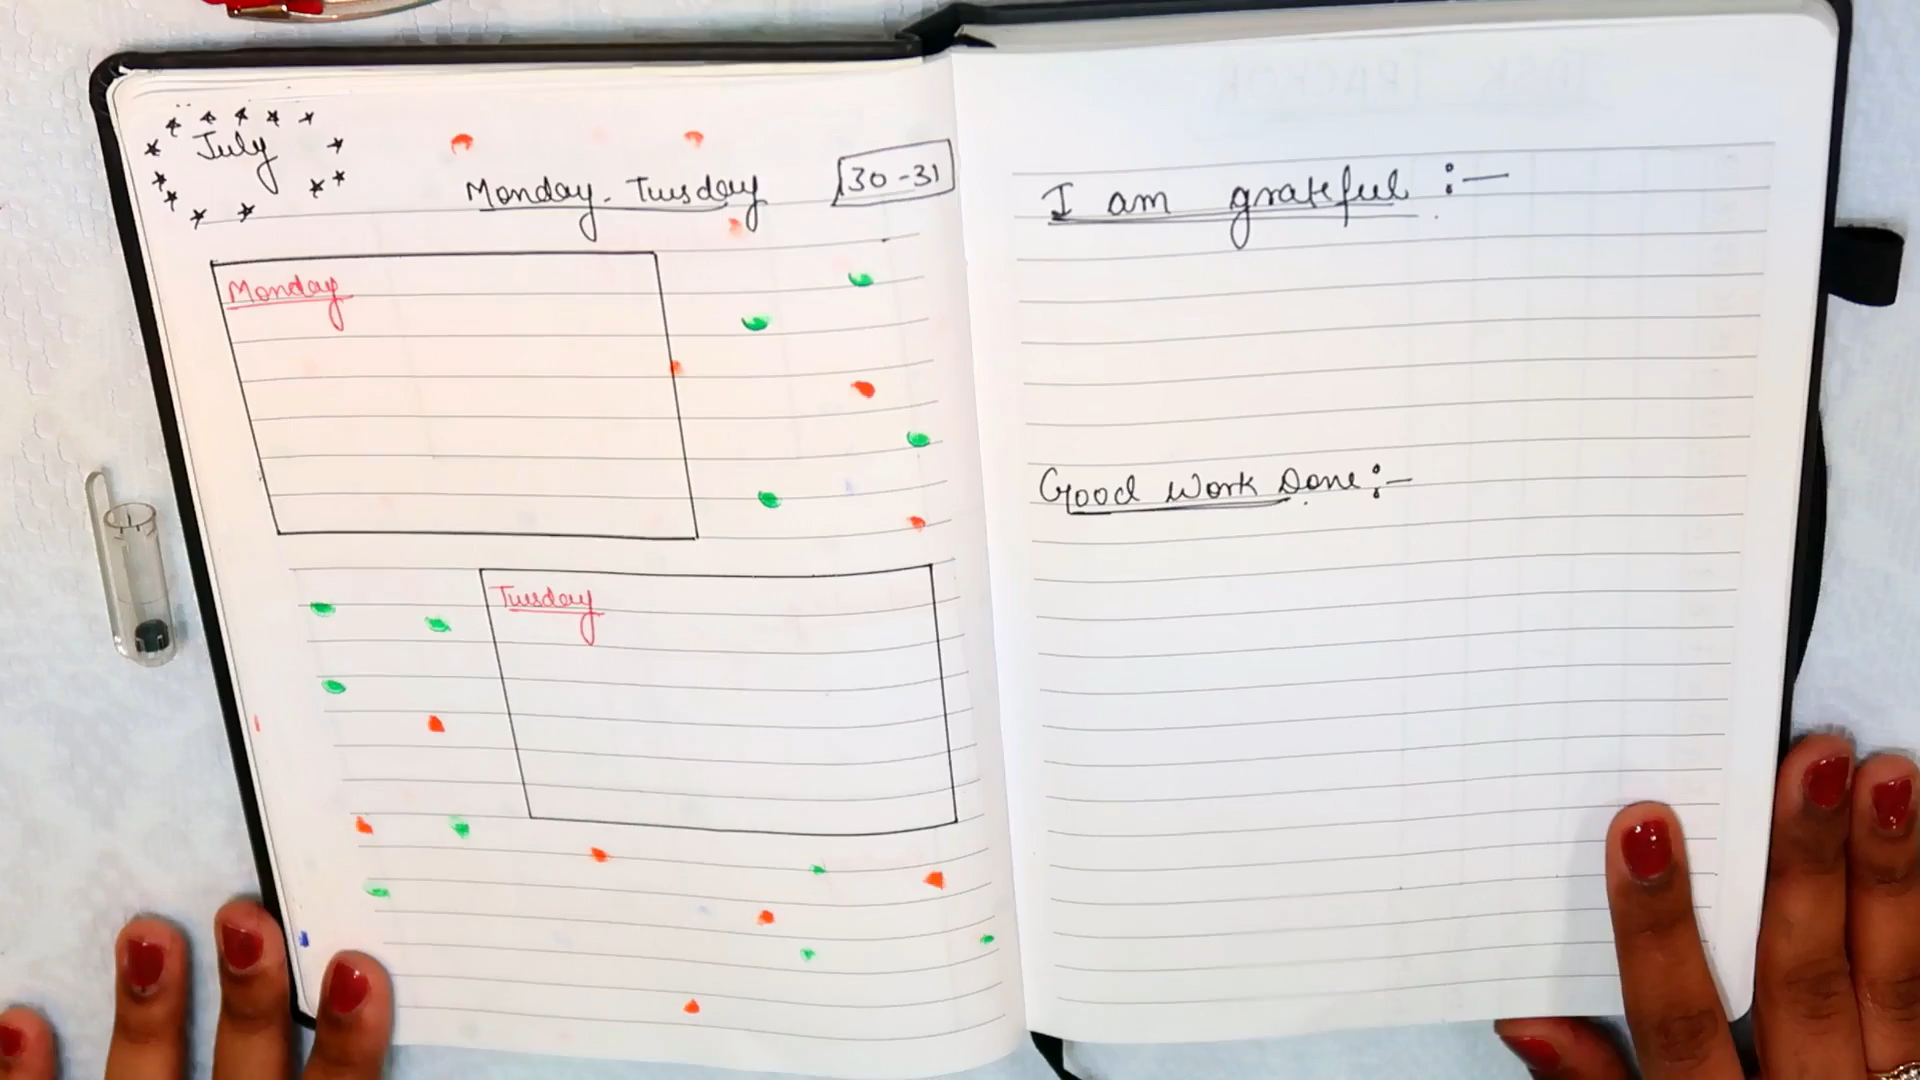 July
Monday - Tuesday
30-31
Monday
Tuesday
I am grateful :-
Good Work Done :-